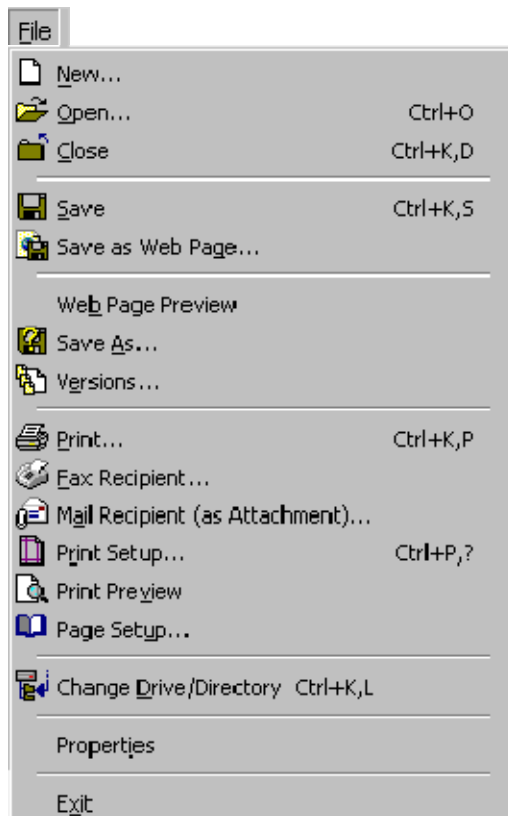 File
New...
Open... Ctrl+O
Close Ctrl+K,D
Save Ctrl+K,S
Save as Web Page...
Web Page Preview
Save As...
Versions...
Print... Ctrl+K,P
Fax Recipient...
Mail Recipient (as Attachment)...
Print Setup... Ctrl+P,?
Print Preview
Page Setup...
Change Drive/Directory Ctrl+K,L
Properties
Exit